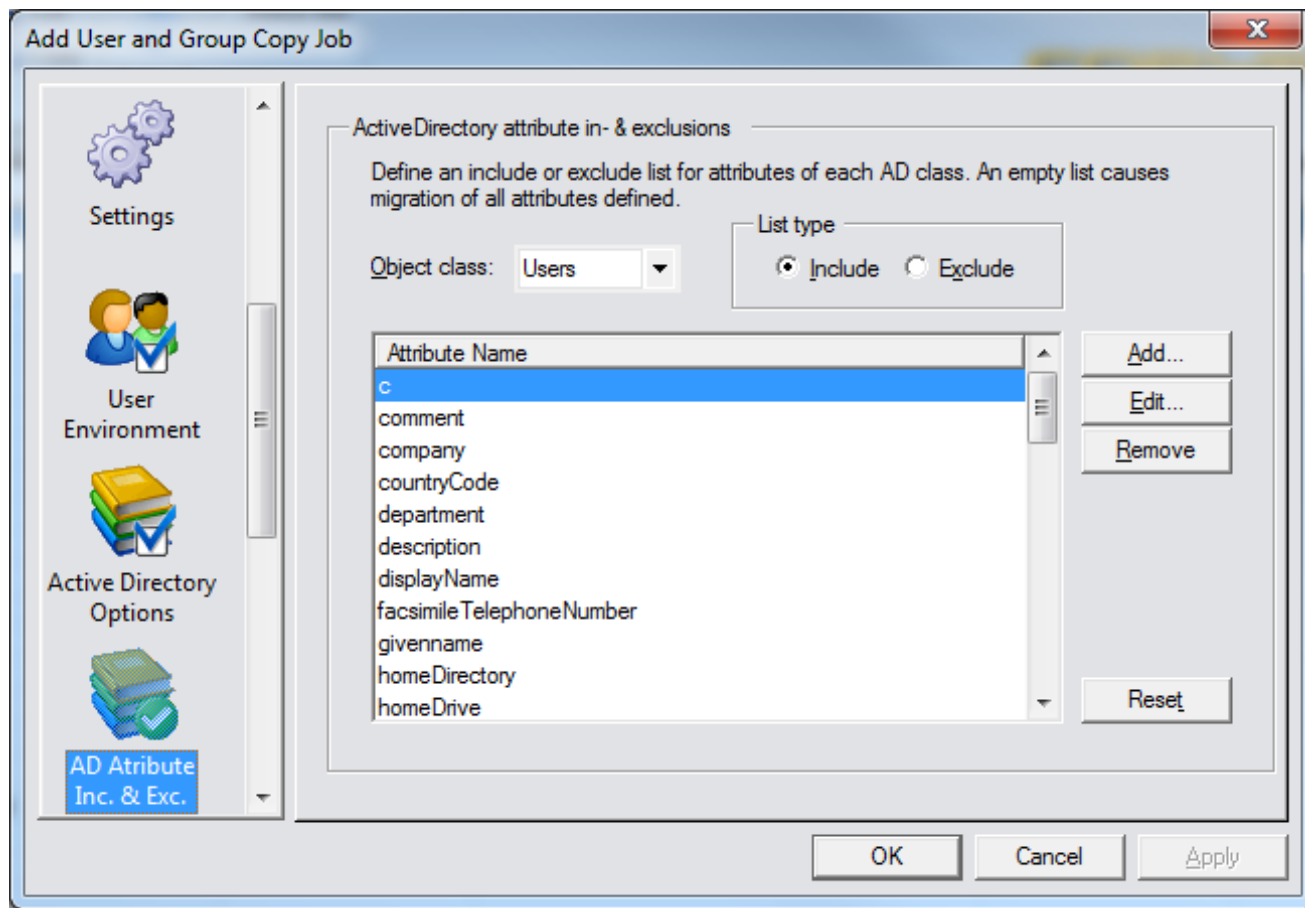 Add User and Group Copy Job
Settings
User
Environment
Active Directory
Options
AD Atribute
Inc. & Exc.
ActiveDirectory attribute in- & exclusions
Define an include or exclude list for attributes of each AD class. An empty list causes
migration of all attributes defined.
List type
Object class: Users
Include Exclude
Attribute Name
c
comment
company
countryCode
department
description
displayName
facsimileTelephoneNumber
givenname
homeDirectory
homeDrive
Add...
Edit...
Remove
Reset
OK Cancel Apply